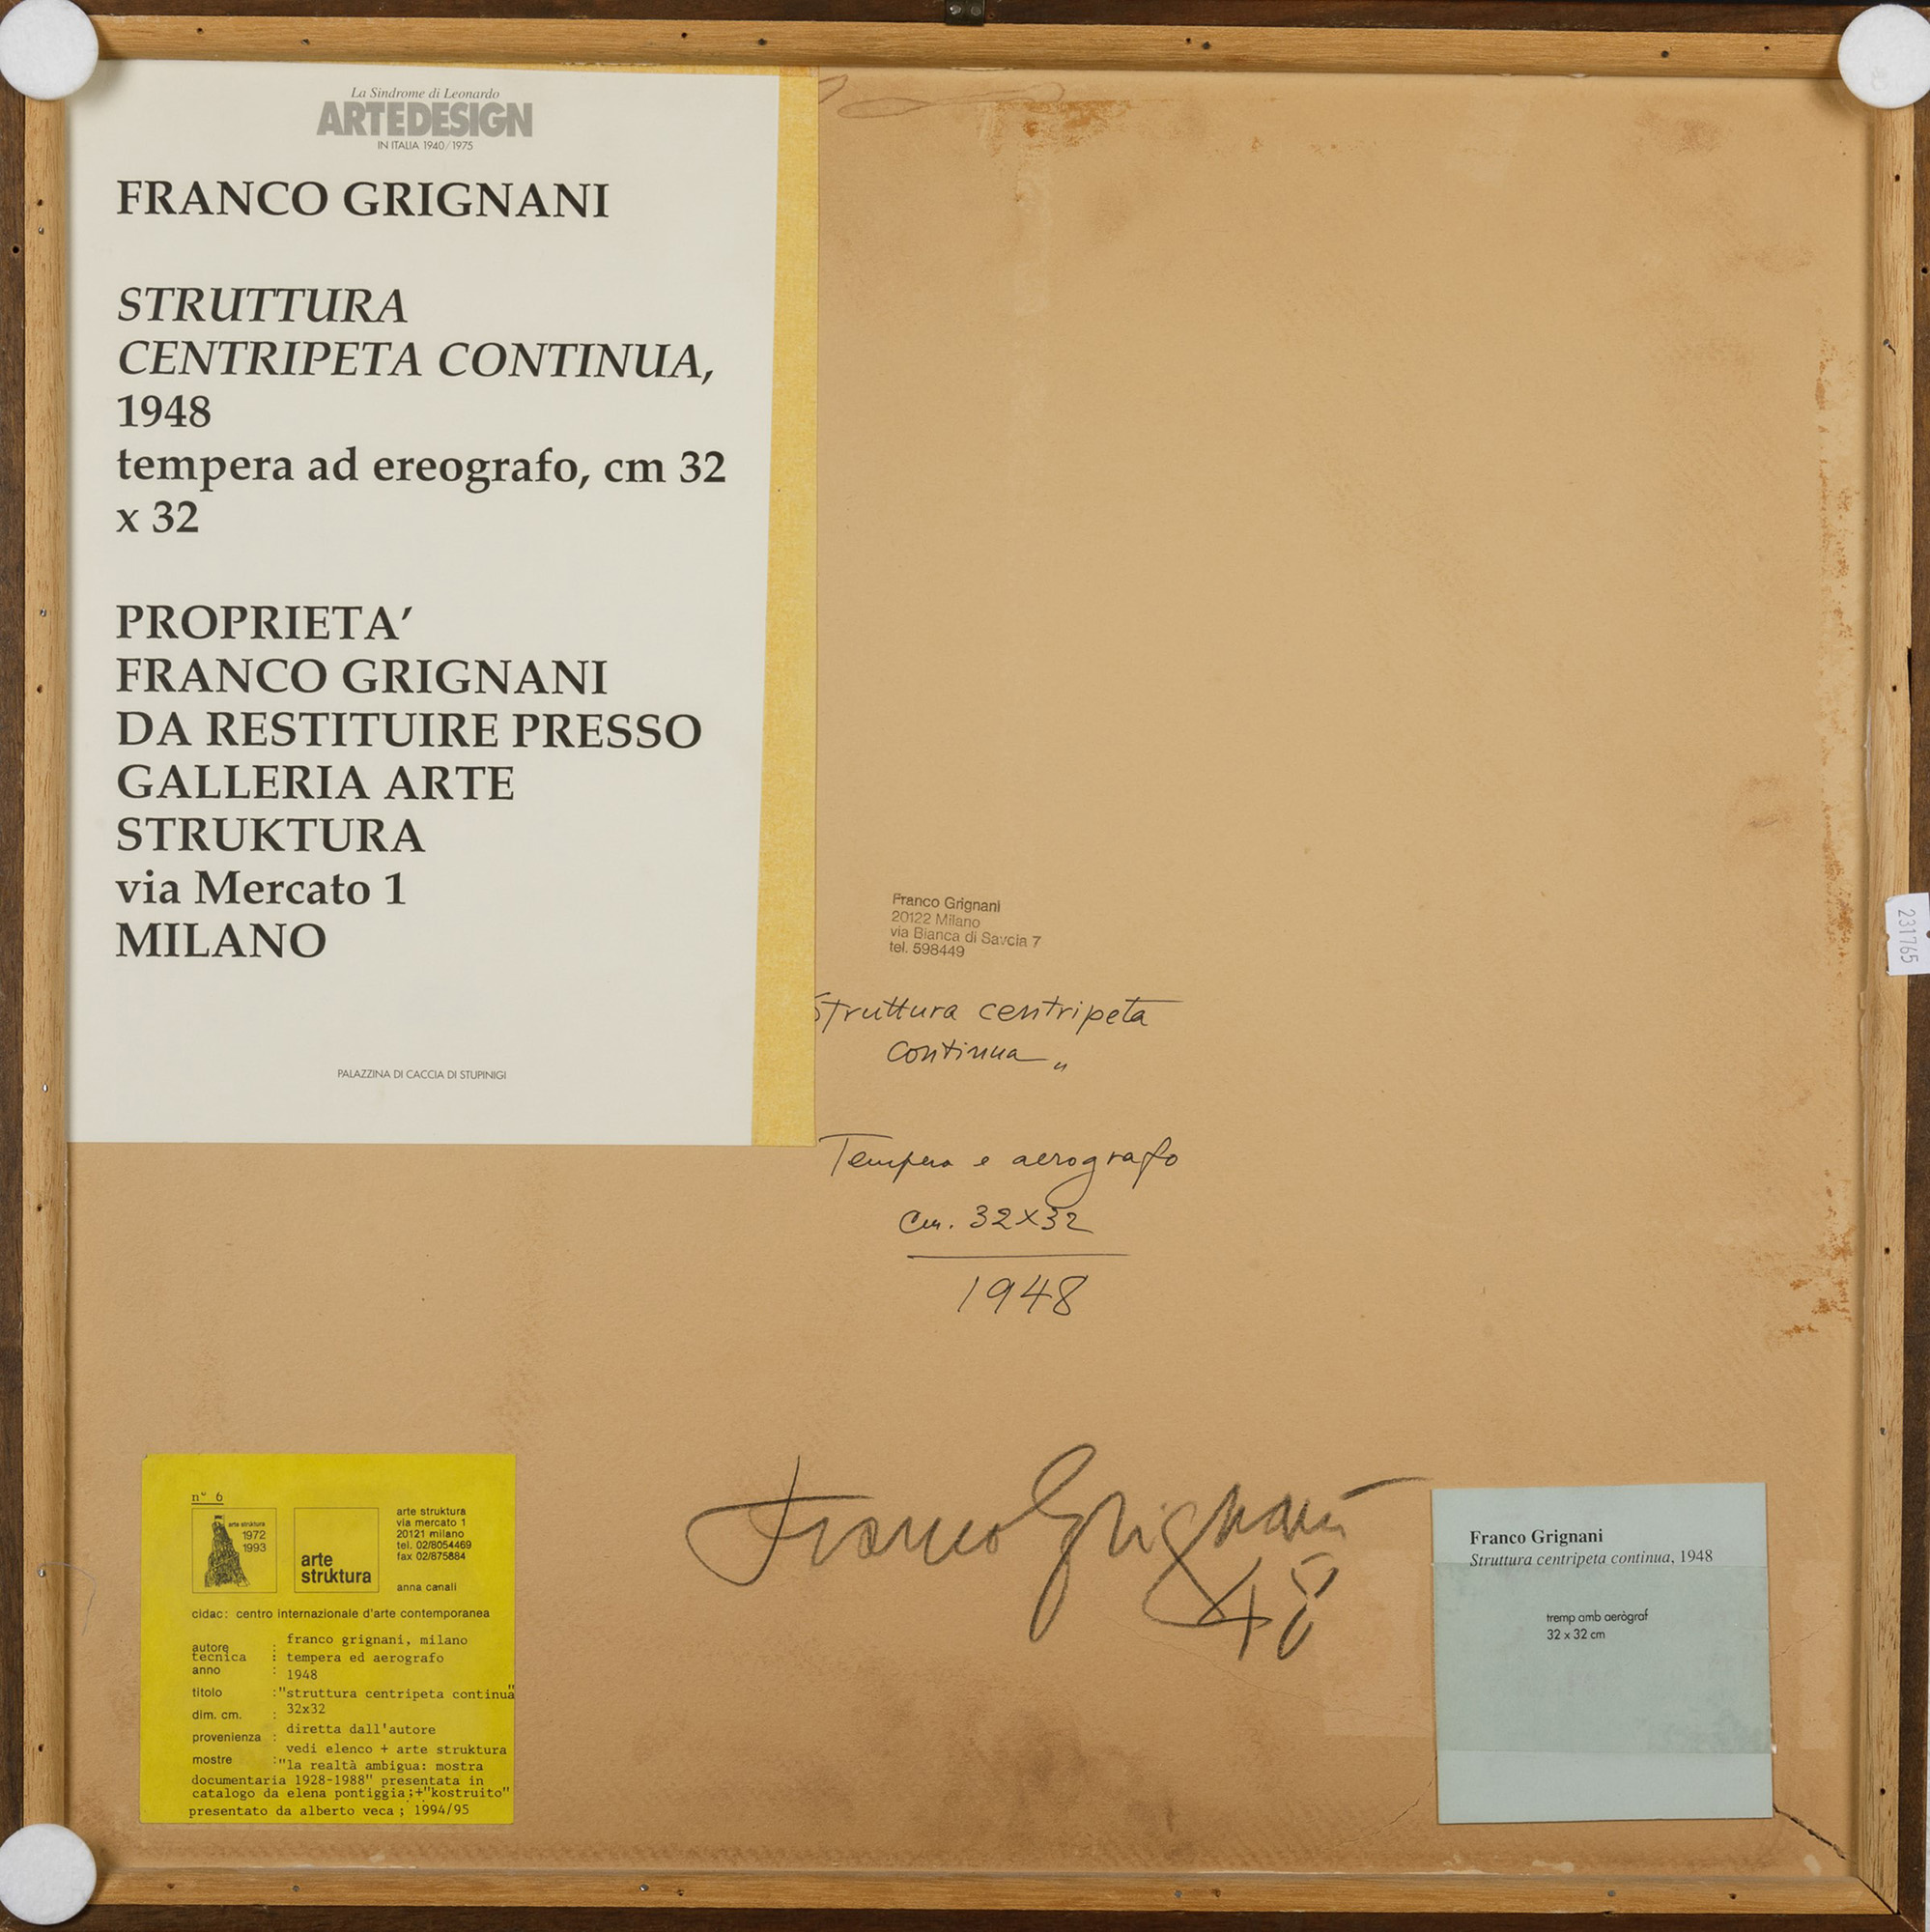 La Sindrome di Leonardo
ARTEDESIGN
IN ITALIA 1940/1975
FRANCO GRIGNANI
STRUTTURA
CENTRIPETA CONTINUA,
1948
tempera ad ereografo, cm 32
x 32
PROPRIETA'
FRANCO GRIGNANI
DA RESTITUIRE PRESSO
GALLERIA ARTE
STRUKTURA
via Mercato 1
MILANO
PALAZZINA DI CACCIA DI STUPINIGI
Franco Grignani
20122 Milano
via Bianca di Savoia 7
tel. 598449
231765
Struttura centripeta
continua "
Tempera e aerografo
cm. 32x32
1948
Franco Grignani
48
n° 6
arte struktura
1972
1993
arte
struktura
arte struktura
via mercato 1
20121 milano
tel. 02/8054469
fax 02/875884
anna canali
cidac: centro internazionale d'arte contemporanea
autore : franco grignani, milano
tecnica : tempera ed aerografo
anno : 1948
titolo :"struttura centripeta continua"
dim. cm. : 32x32
provenienza : diretta dall'autore
vedi elenco + arte struktura
mostre :"la realtà ambigua: mostra
documentaria 1928-1988" presentata in
catalogo da elena pontiggia;+"kostruito"
presentato da alberto veca ; 1994/95
Franco Grignani
Struttura centripeta continua, 1948
tremp amb aerògraf
32 x 32 cm